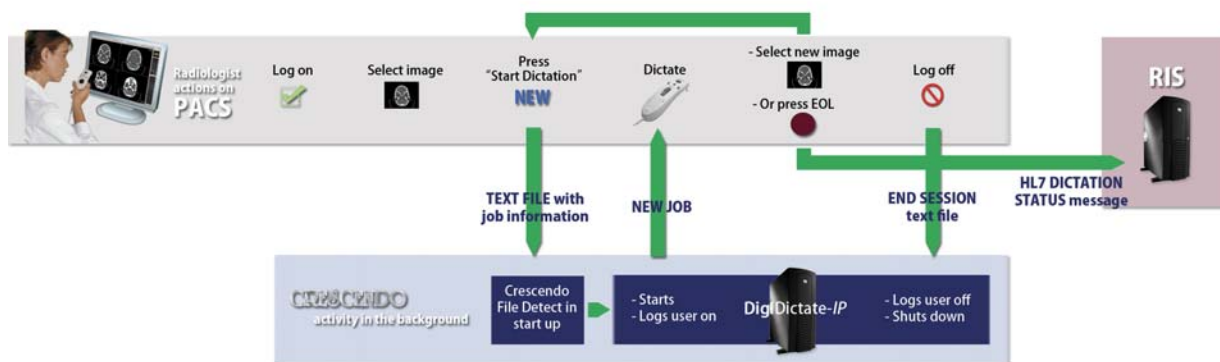 Radiologist
actions on
PACS
Log on
Select image
Press
"Start Dictation"
NEW
Dictate
- Select new image
- Or press EOL
Log off
RIS
TEXT FILE with
job information
NEW JOB
END SESSION
text file
HL7 DICTATION
STATUS message
CRESCENDO
activity in the background
Crescendo
File Detect in
start up
- Starts
- Logs user on
DigiDictate-IP
- Logs user off
- Shuts down